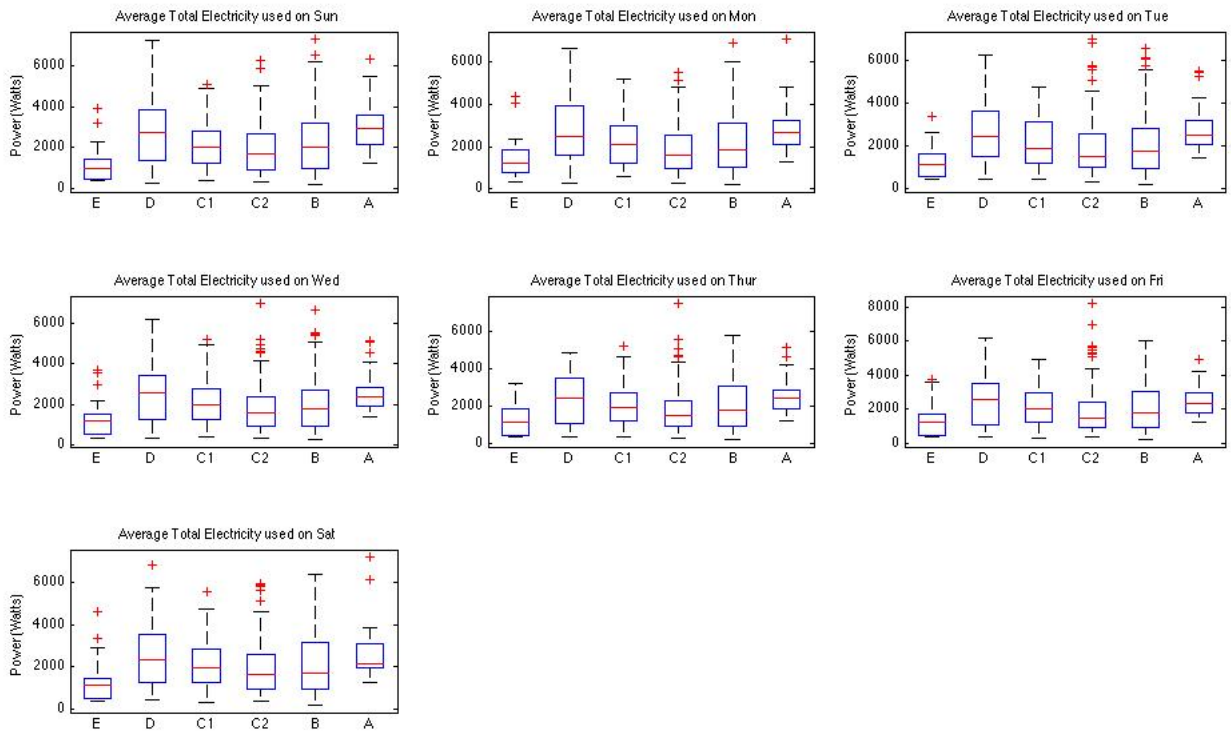 Average Total Electricity used on Sun
Average Total Electricity used on Mon
Average Total Electricity used on Tue
Power(Watts)
6000
4000
2000
0
E D C1 C2 B A
Power(Watts)
6000
4000
2000
0
E D C1 C2 B A
Power(Watts)
6000
4000
2000
0
E D C1 C2 B A
Average Total Electricity used on Wed
Average Total Electricity used on Thur
Average Total Electricity used on Fri
Power(Watts)
6000
4000
2000
0
E D C1 C2 B A
Power(Watts)
6000
4000
2000
0
E D C1 C2 B A
Power(Watts)
8000
6000
4000
2000
0
E D C1 C2 B A
Average Total Electricity used on Sat
Power(Watts)
6000
4000
2000
0
E D C1 C2 B A